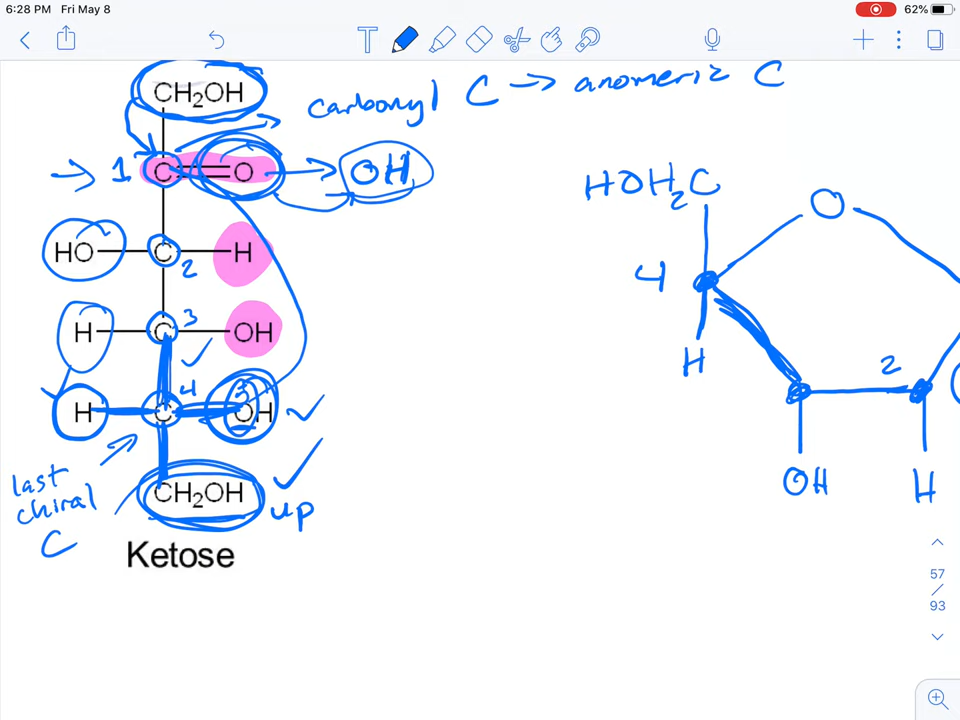 6:28 PM Fri May 8
62%
T
CH2OH
carbonyl C → anomeric C
→ 1 C=O → OH
HO C H
2
3
H C OH
4 5
H C OH
CH2OH up
last
chiral
C
Ketose
HOH2C
O
4
H
2
OH
H
57
/
93